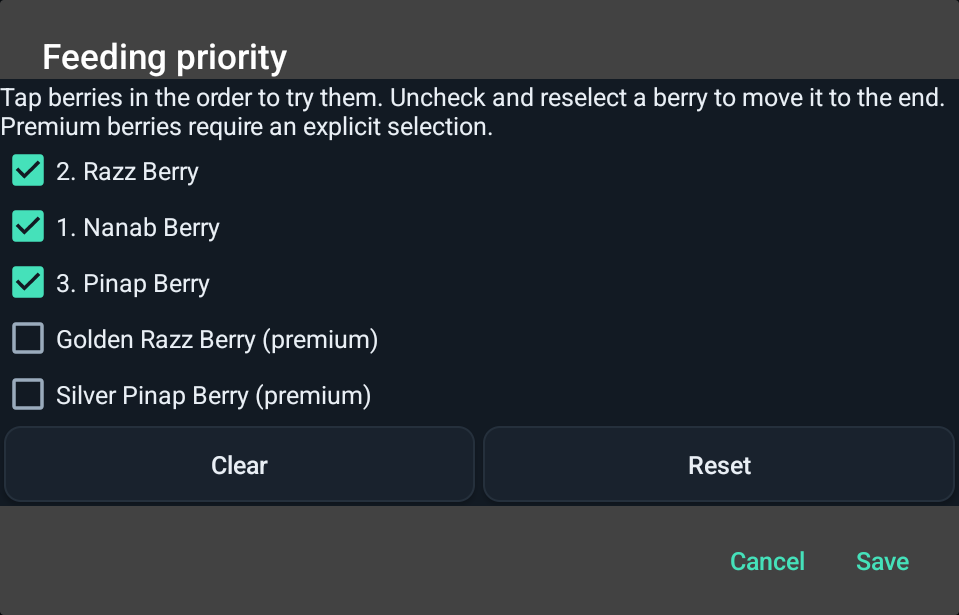 Feeding priority
Tap berries in the order to try them. Uncheck and reselect a berry to move it to the end.
Premium berries require an explicit selection.
2. Razz Berry
1. Nanab Berry
3. Pinap Berry
Golden Razz Berry (premium)
Silver Pinap Berry (premium)
Clear
Reset
Cancel
Save